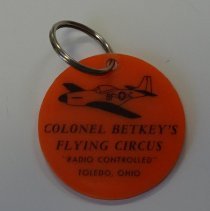 COLONEL BETKEY'S
FLYING CIRCUS
"RADIO CONTROLLED"
TOLEDO, OHIO